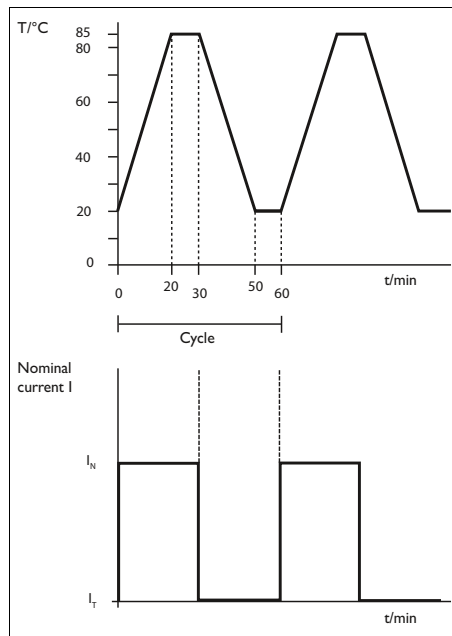 T/°C
85
80
60
40
20
0
0
20
30
50
60
t/min
Cycle
Nominal
current I
I_N
I_T
t/min